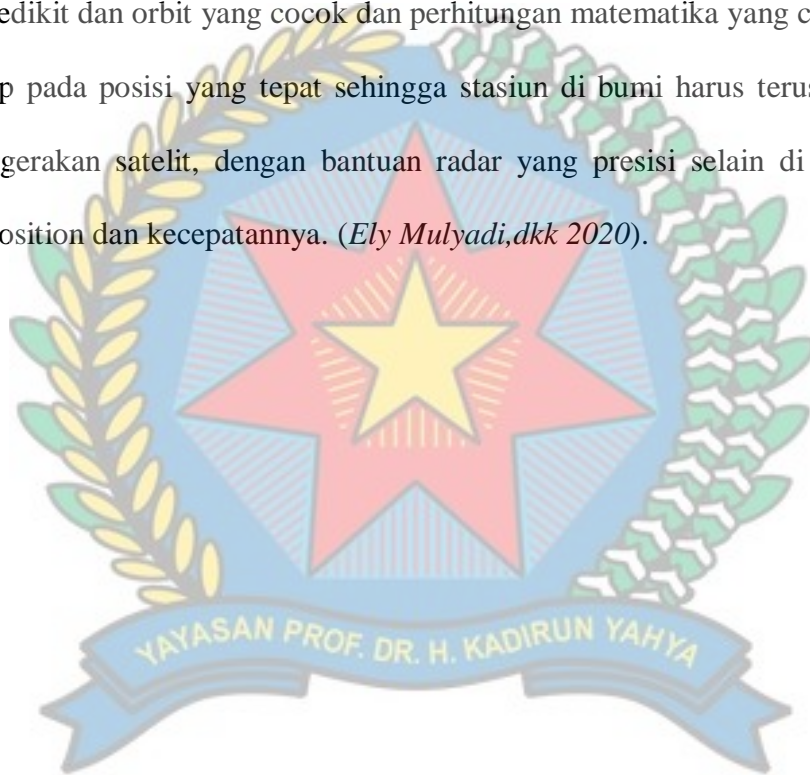 edikit dan orbit yang cocok dan perhitungan matematika yang c
p pada posisi yang tepat sehingga stasiun di bumi harus terus
gerakan satelit, dengan bantuan radar yang presisi selain di
osition dan kecepatannya. (Ely Mulyadi,dkk 2020).
YAYASAN PROF. DR. H. KADIRUN YAHYA